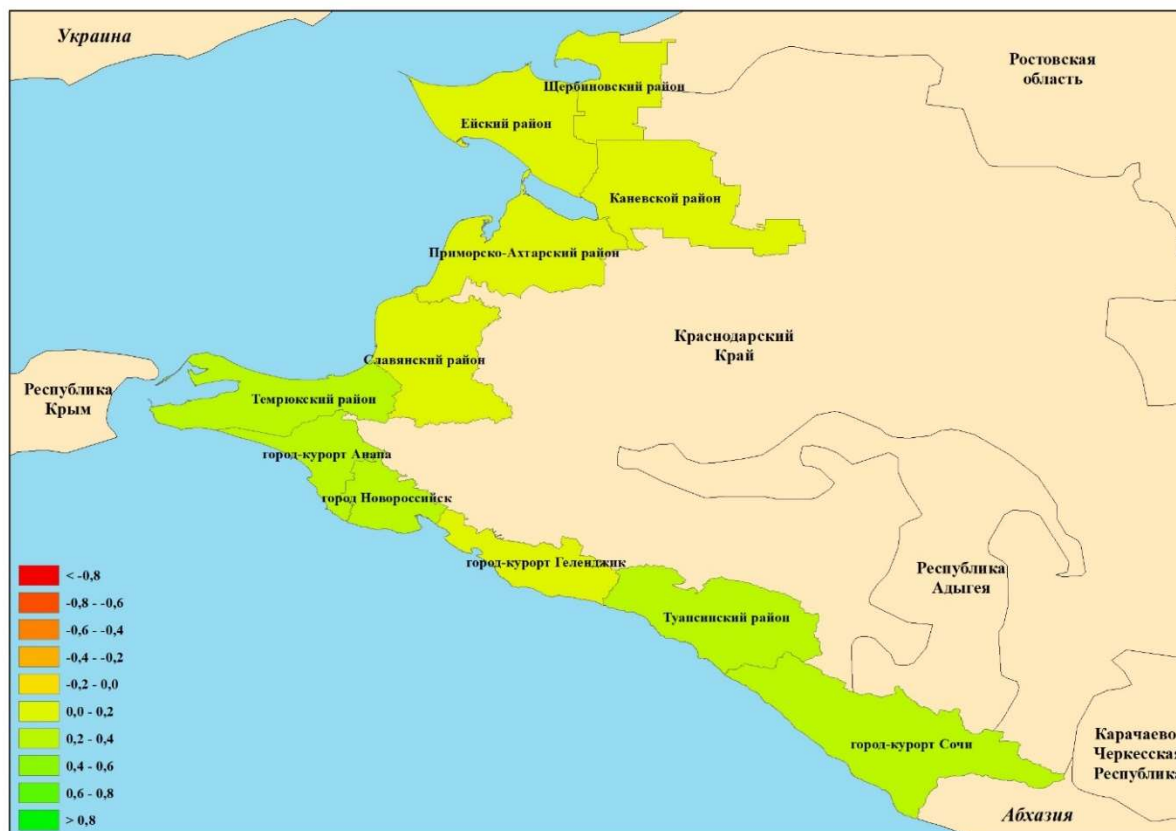 Украина
Ростовская
область
Щербиновский район
Ейский район
Каневской район
Приморско-Ахтарский район
Краснодарский
Край
Славянский район
Республика
Крым
Темрюкский район
город-курорт Анапа
город Новороссийск
город-курорт Геленджик
Республика
Адыгея
Туапсинский район
город-курорт Сочи
Карачаево
Черкесская
Республика
Абхазия
< -0,8
-0,8 - -0,6
-0,6 - -0,4
-0,4 - -0,2
-0,2 - 0,0
0,0 - 0,2
0,2 - 0,4
0,4 - 0,6
0,6 - 0,8
> 0,8